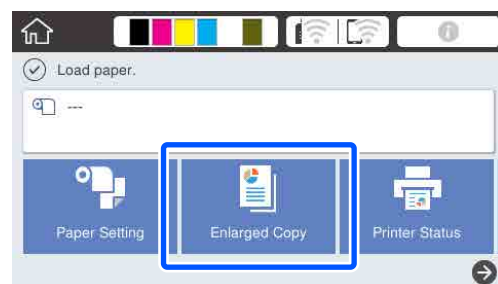 Load paper.
---
Paper Setting
Enlarged Copy
Printer Status